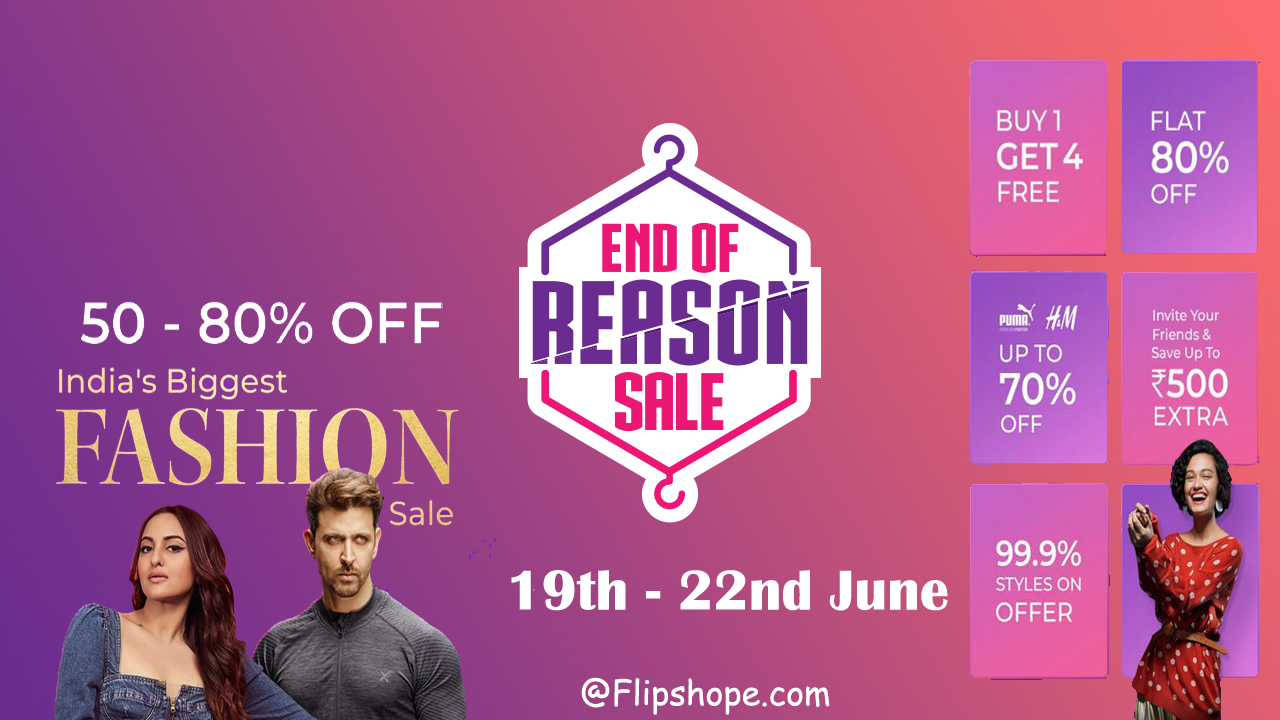 50 - 80% OFF
India's Biggest
FASHION
Sale
END OF
REASON
SALE
19th - 22nd June
@Flipshope.com
BUY 1
GET 4
FREE
FLAT
80%
OFF
PUMA H&M
UP TO
70%
OFF
Invite Your
Friends &
Save Up To
₹500
EXTRA
99.9%
STYLES ON
OFFER